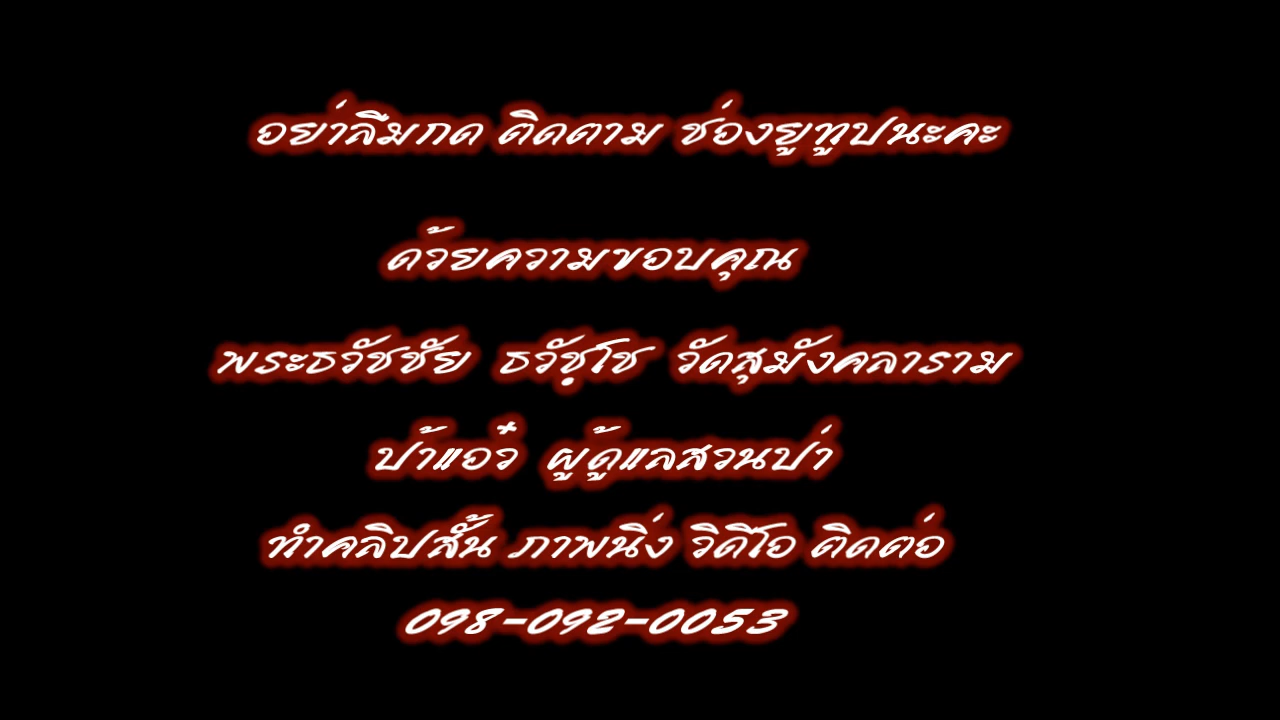 อย่าลืมกด ติดตาม ช่องยูทูปนะคะ
ด้วยความขอบคุณ
พระธวัชชัย ธวัชฺโช วัดสุมังคลาราม
ป้าแอ๋ว ผู้ดูแลสวนป่า
ทำคลิปสั้น ภาพนิ่ง วิดีโอ ติดต่อ
098-092-0053